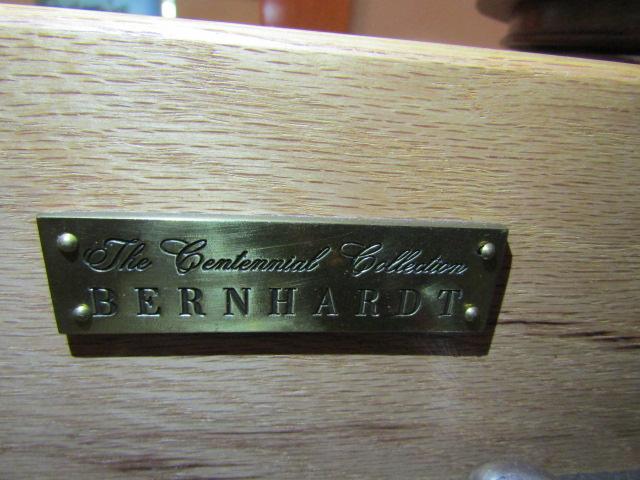 The Centennial Collection
BERNHARDT